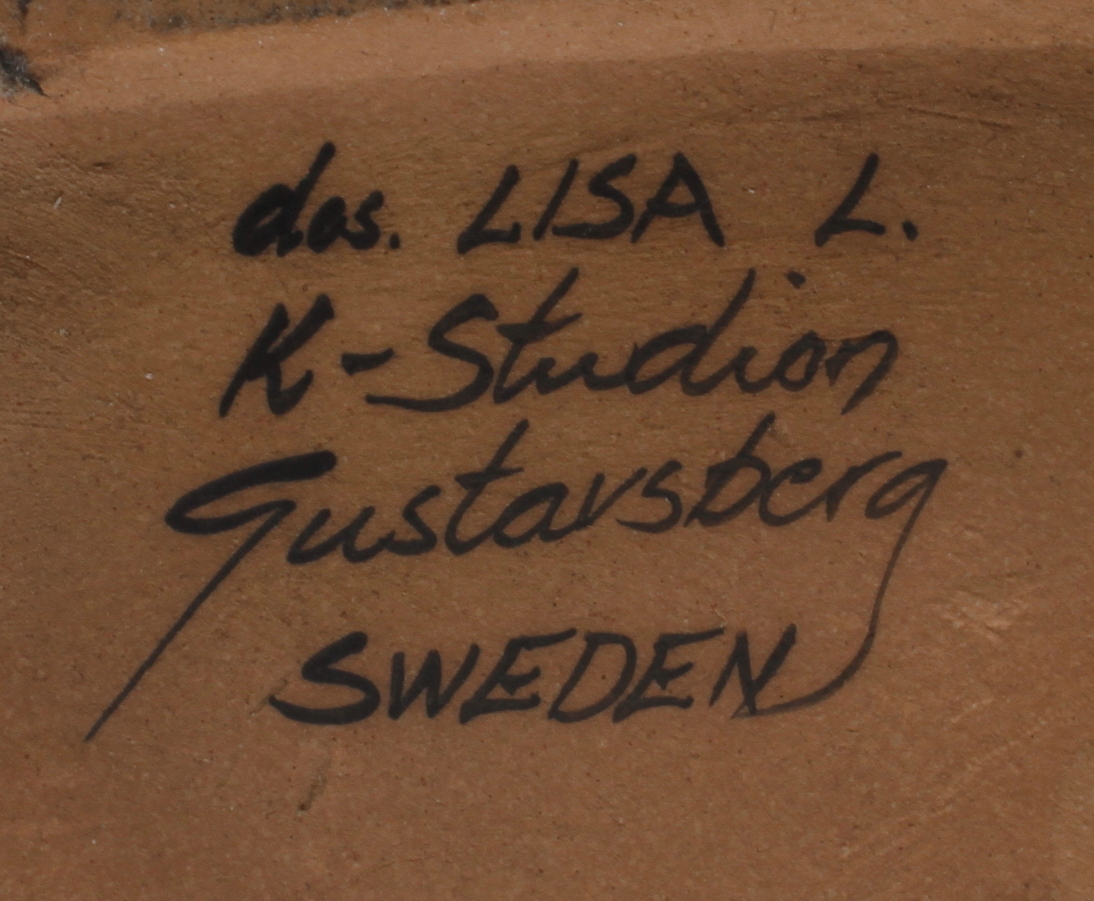 des. LISA L.
K-Studion
Gustavsberg
SWEDEN